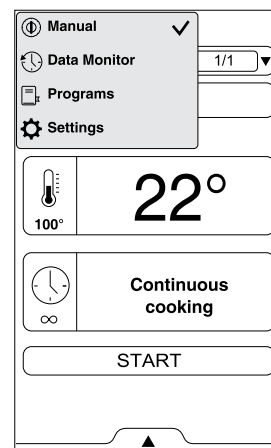 Manual
Data Monitor
1/1
Programs
Settings
100°
22°
∞
Continuous
cooking
START